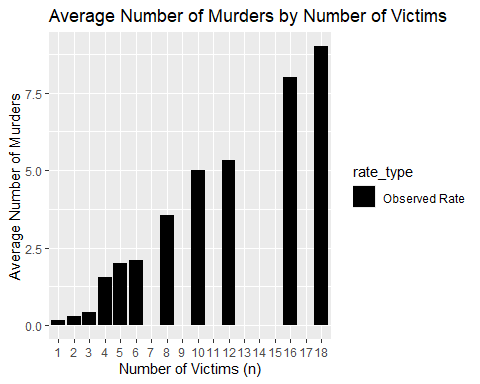 Average Number of Murders by Number of Victims
Average Number of Murders
7.5
5.0
2.5
0.0
1 2 3 4 5 6 7 8 9 10 11 12 13 14 15 16 17 18
Number of Victims (n)
rate_type
Observed Rate